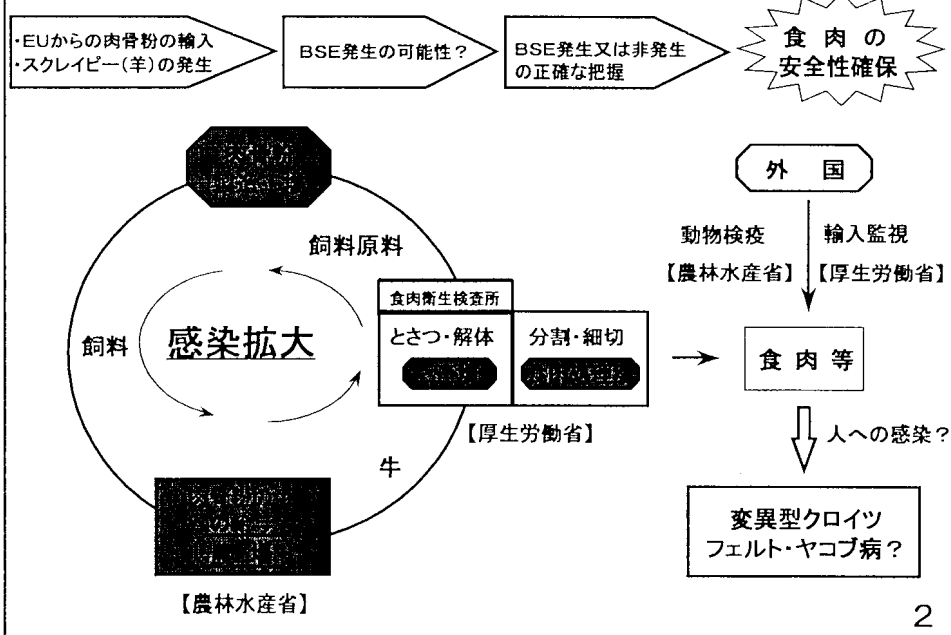 ・EUからの肉骨粉の輸入
・スクレイピー(羊)の発生
BSE発生の可能性？
BSE発生又は非発生
の正確な把握
食肉の
安全性確保
外国
動物検疫
【農林水産省】
輸入監視
【厚生労働省】
飼料原料
飼料
感染拡大
食肉衛生検査所
とさつ・解体
分割・細切
【厚生労働省】
食肉等
牛
人への感染？
変異型クロイツ
フェルト・ヤコブ病？
【農林水産省】
2